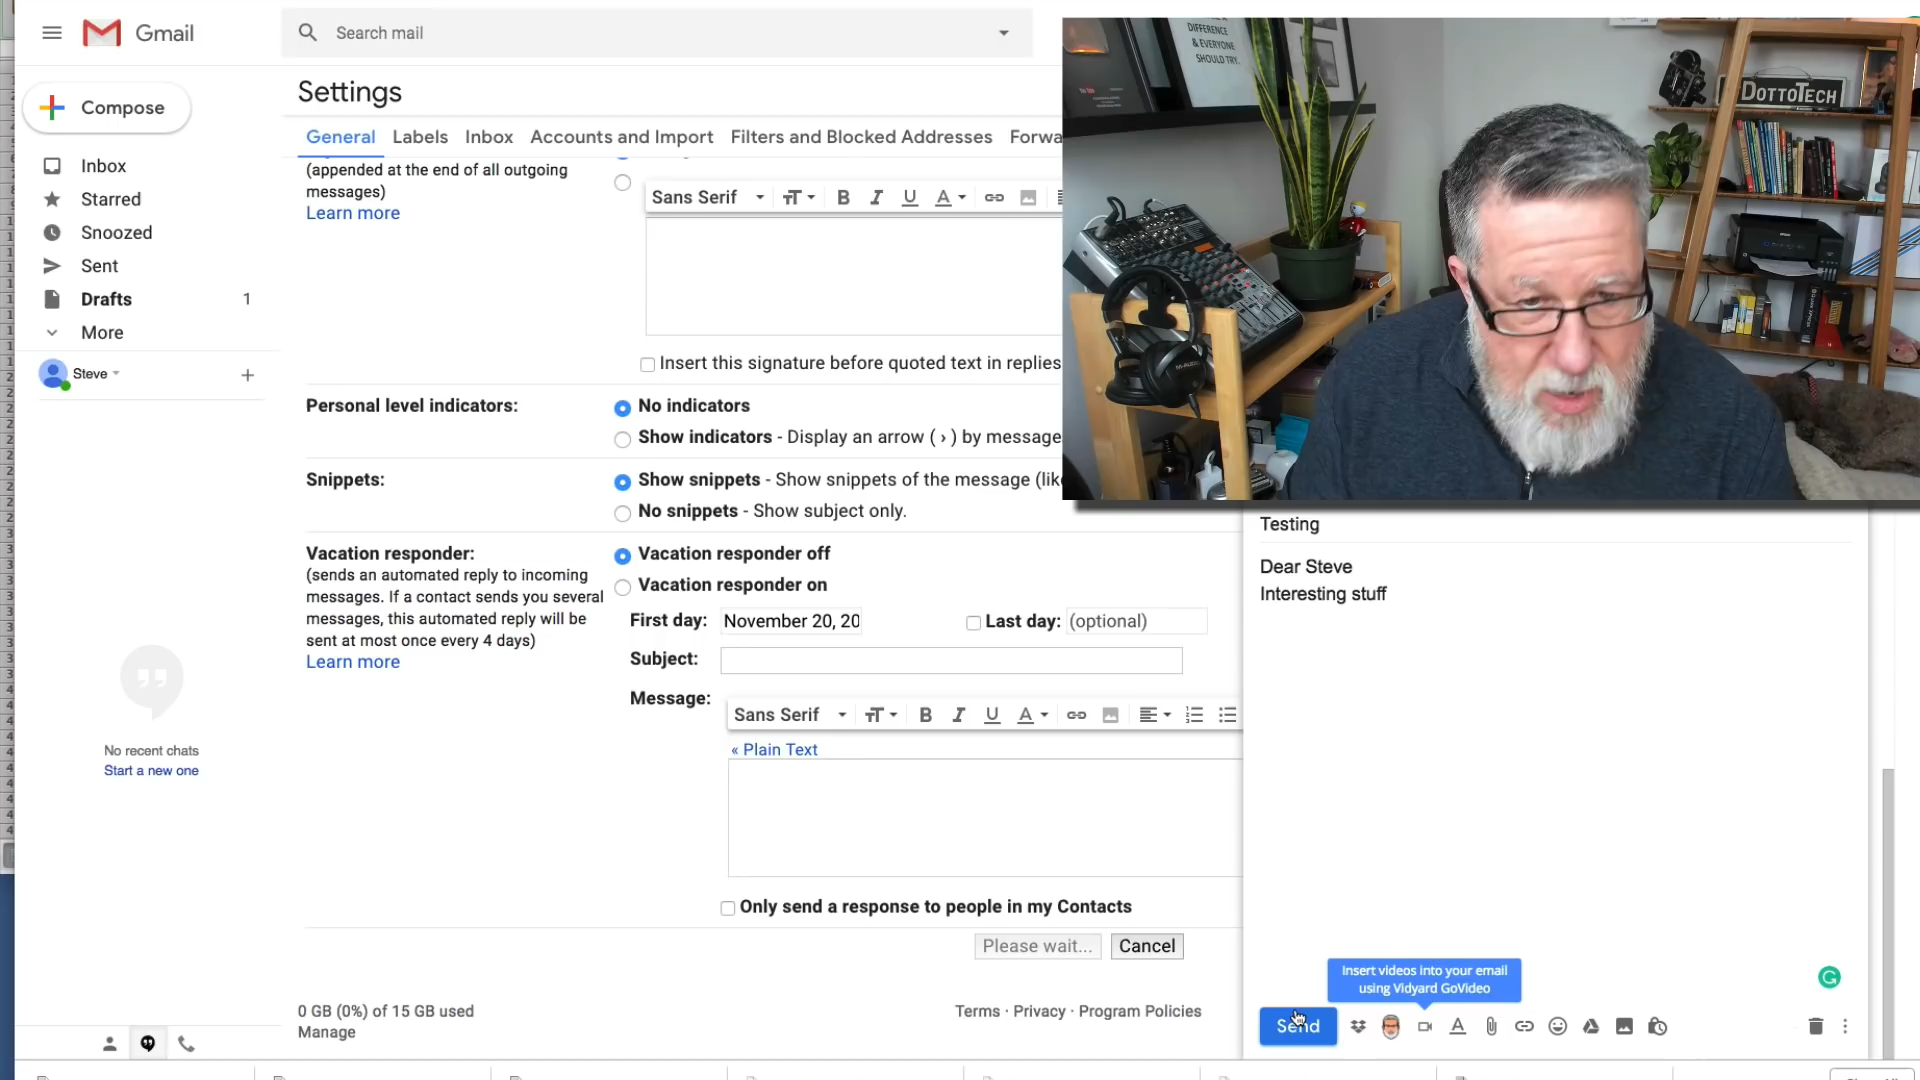 Gmail
Search mail
Compose
Settings
General Labels Inbox Accounts and Import Filters and Blocked Addresses Forwa
Inbox
Starred
Snoozed
Sent
Drafts 1
More
Steve
No recent chats
Start a new one
(appended at the end of all outgoing
messages)
Learn more
Sans Serif
Insert this signature before quoted text in replies
Personal level indicators:
No indicators
Show indicators - Display an arrow ( › ) by message
Snippets:
Show snippets - Show snippets of the message (lik
No snippets - Show subject only.
Vacation responder:
(sends an automated reply to incoming
messages. If a contact sends you several
messages, this automated reply will be
sent at most once every 4 days)
Learn more
Vacation responder off
Vacation responder on
First day: November 20, 20 Last day: (optional)
Subject:
Message:
Sans Serif
« Plain Text
Only send a response to people in my Contacts
Please wait... Cancel
0 GB (0%) of 15 GB used
Manage
Terms · Privacy · Program Policies
DIFFERENCE
& EVERYONE
SHOULD TRY.
DOTTOTECH
EPSON
Testing
Dear Steve
Interesting stuff
Insert videos into your email
using Vidyard GoVideo
Send